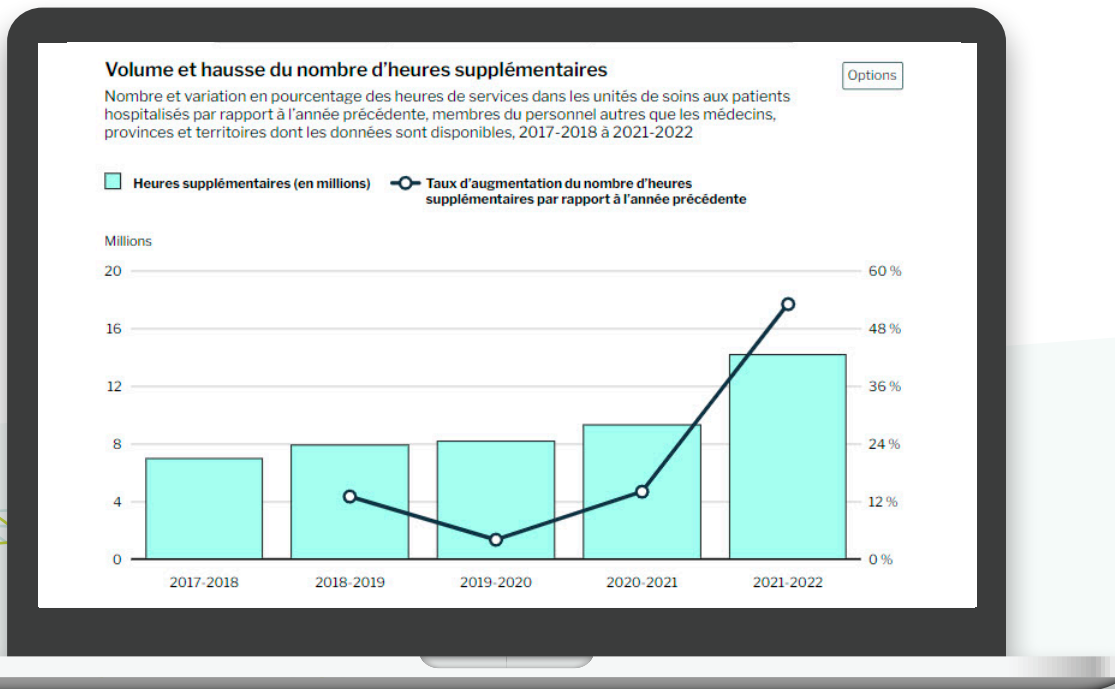 Volume et hausse du nombre d’heures supplémentaires
Options
Nombre et variation en pourcentage des heures de services dans les unités de soins aux patients
hospitalisés par rapport à l’année précédente, membres du personnel autres que les médecins,
provinces et territoires dont les données sont disponibles, 2017-2018 à 2021-2022
Heures supplémentaires (en millions)
Taux d’augmentation du nombre d’heures
supplémentaires par rapport à l’année précédente
Millions
20
60 %
16
48 %
12
36 %
8
24 %
4
12 %
0
0 %
2017-2018
2018-2019
2019-2020
2020-2021
2021-2022